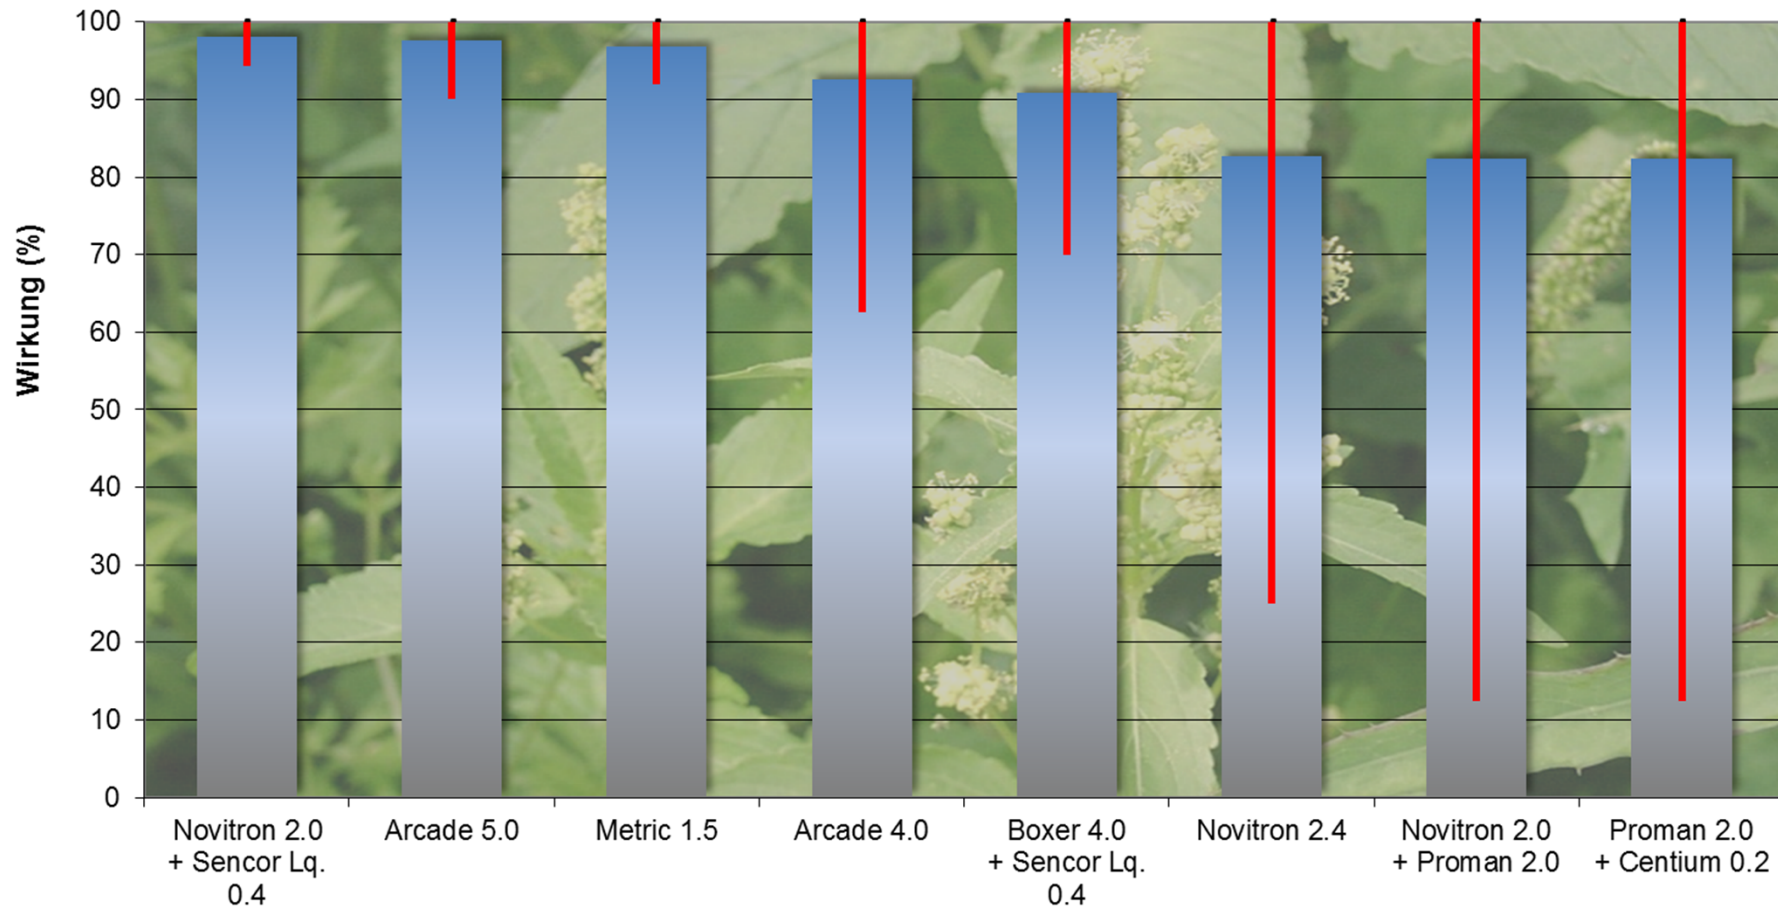 Wirkung (%)
100
90
80
70
60
50
40
30
20
10
0
Novitron 2.0
+ Sencor Lq.
0.4
Arcade 5.0
Metric 1.5
Arcade 4.0
Boxer 4.0
+ Sencor Lq.
0.4
Novitron 2.4
Novitron 2.0
+ Proman 2.0
Proman 2.0
+ Centium 0.2